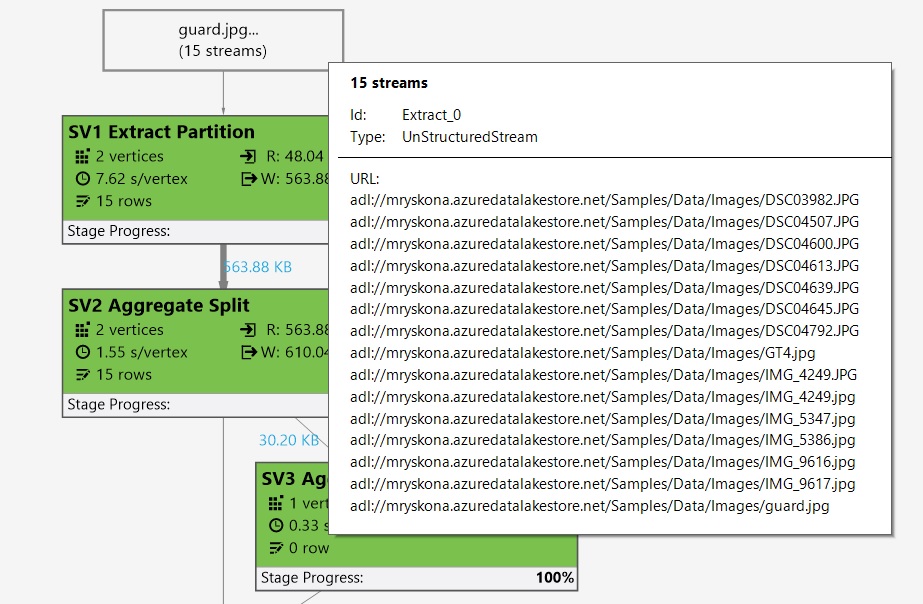 guard.jpg...
(15 streams)
15 streams
Id: Extract_0
Type: UnStructuredStream
URL:
adl://mryskona.azuredatalakestore.net/Samples/Data/Images/DSC03982.JPG
adl://mryskona.azuredatalakestore.net/Samples/Data/Images/DSC04507.JPG
adl://mryskona.azuredatalakestore.net/Samples/Data/Images/DSC04600.JPG
adl://mryskona.azuredatalakestore.net/Samples/Data/Images/DSC04613.JPG
adl://mryskona.azuredatalakestore.net/Samples/Data/Images/DSC04639.JPG
adl://mryskona.azuredatalakestore.net/Samples/Data/Images/DSC04645.JPG
adl://mryskona.azuredatalakestore.net/Samples/Data/Images/DSC04792.JPG
adl://mryskona.azuredatalakestore.net/Samples/Data/Images/GT4.jpg
adl://mryskona.azuredatalakestore.net/Samples/Data/Images/IMG_4249.JPG
adl://mryskona.azuredatalakestore.net/Samples/Data/Images/IMG_4249.jpg
adl://mryskona.azuredatalakestore.net/Samples/Data/Images/IMG_5347.jpg
adl://mryskona.azuredatalakestore.net/Samples/Data/Images/IMG_5386.jpg
adl://mryskona.azuredatalakestore.net/Samples/Data/Images/IMG_9616.jpg
adl://mryskona.azuredatalakestore.net/Samples/Data/Images/IMG_9617.jpg
adl://mryskona.azuredatalakestore.net/Samples/Data/Images/guard.jpg
SV1 Extract Partition
2 vertices R: 48.04
7.62 s/vertex W: 563.88
15 rows
Stage Progress:
563.88 KB
SV2 Aggregate Split
2 vertices R: 563.88
1.55 s/vertex W: 610.04
15 rows
Stage Progress:
30.20 KB
SV3 Ag
1 vert
0.33 s
0 row
Stage Progress: 100%